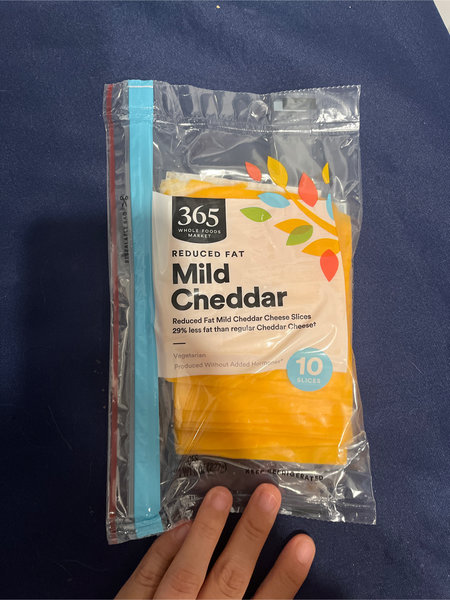 365
WHOLE FOODS
MARKET
REDUCED FAT
Mild
Cheddar
Reduced Fat Mild Cheddar Cheese Slices
29% less fat than regular Cheddar Cheese†
Vegetarian
Produced Without Added Hormones*
10
SLICES
KEEP REFRIGERATED